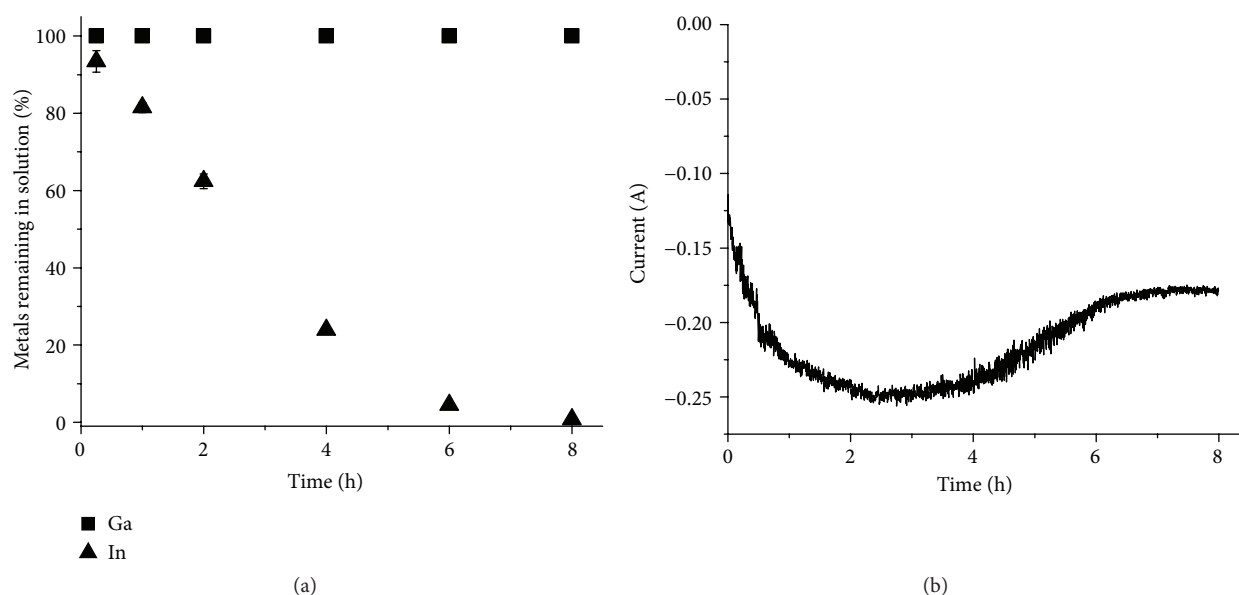 100
80
60
40
20
0
Metals remaining in solution (%)
0 2 4 6 8
Time (h)
Ga
In
(a)
0.00
−0.05
−0.10
−0.15
−0.20
−0.25
Current (A)
0 2 4 6 8
Time (h)
(b)